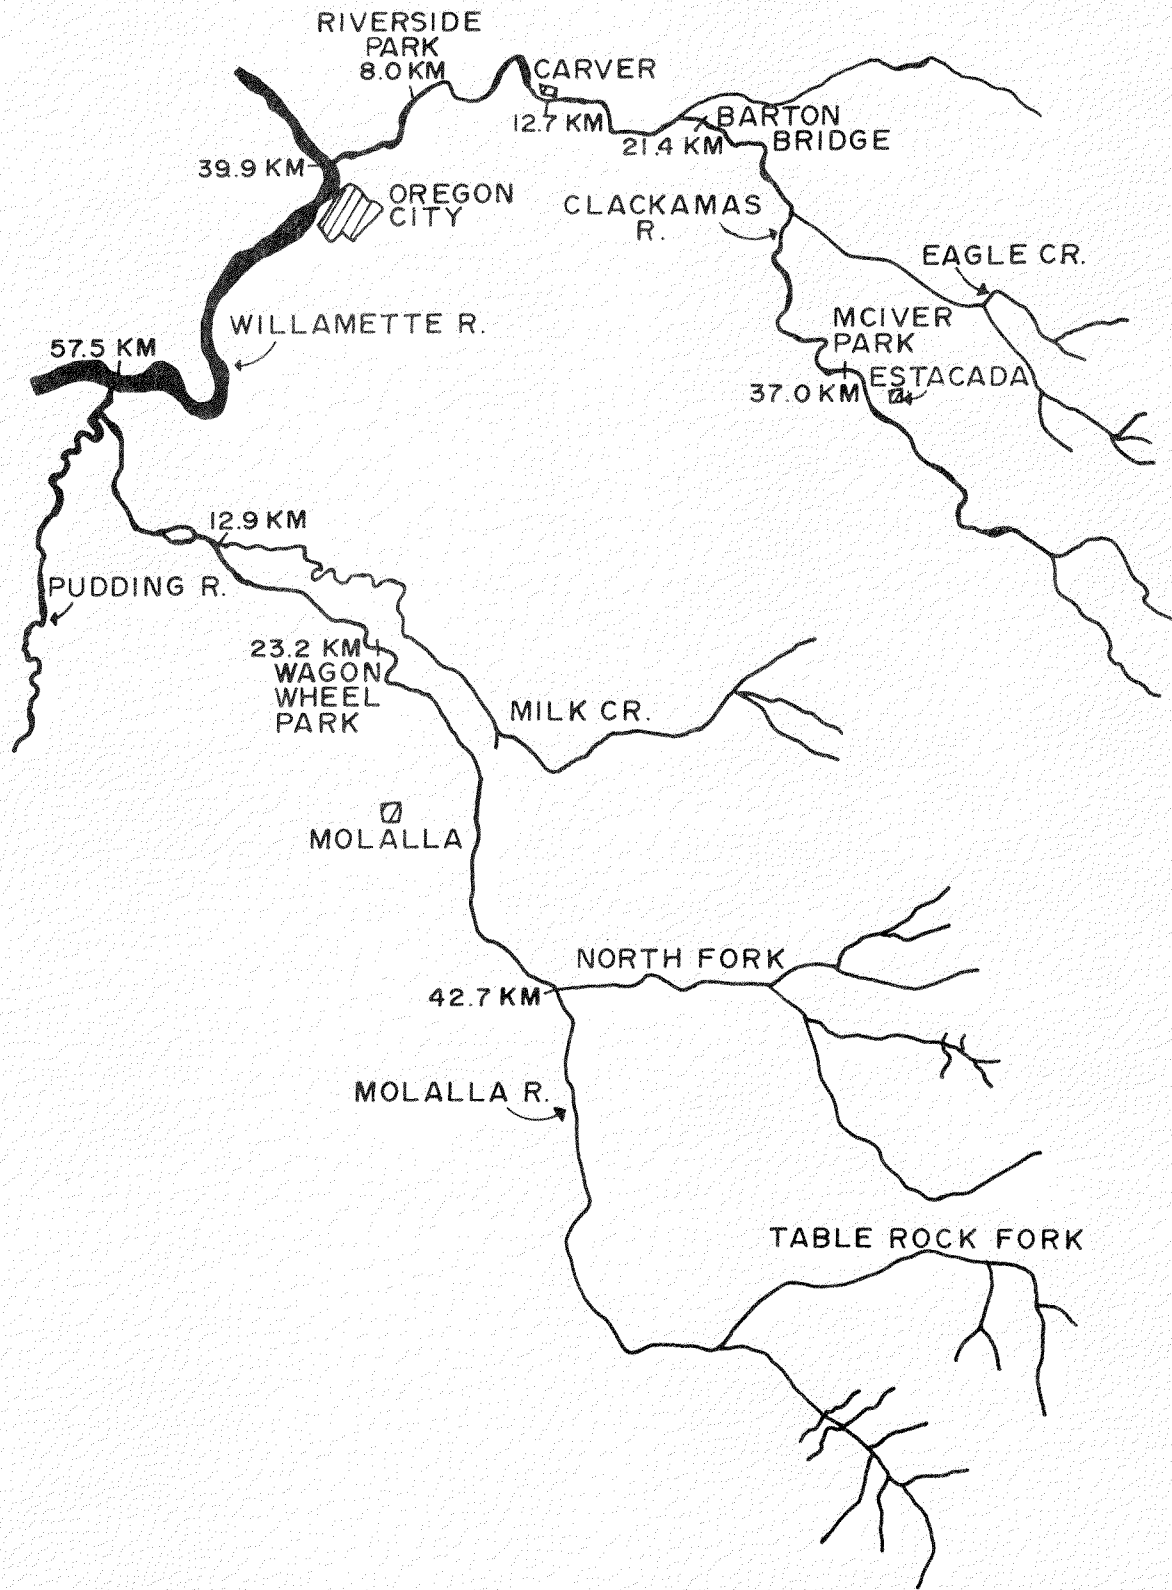 RIVERSIDE
PARK
8.0 KM
CARVER
12.7 KM
BARTON
BRIDGE
21.4 KM
39.9 KM
OREGON
CITY
CLACKAMAS
R.
EAGLE CR.
WILLAMETTE R.
MCIVER
PARK
57.5 KM
ESTACADA
37.0 KM
12.9 KM
PUDDING R.
23.2 KM
WAGON
WHEEL
PARK
MILK CR.
MOLALLA
NORTH FORK
42.7 KM
MOLALLA R.
TABLE ROCK FORK